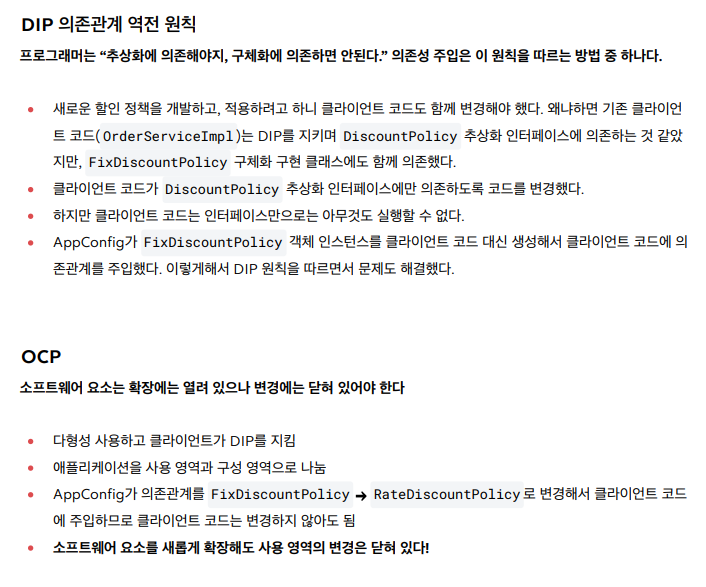 DIP 의존관계 역전 원칙
프로그래머는 “추상화에 의존해야지, 구체화에 의존하면 안된다.” 의존성 주입은 이 원칙을 따르는 방법 중 하나다.
새로운 할인 정책을 개발하고, 적용하려고 하니 클라이언트 코드도 함께 변경해야 했다. 왜냐하면 기존 클라이언
트 코드(OrderServiceImpl)는 DIP를 지키며 DiscountPolicy 추상화 인터페이스에 의존하는 것 같았
지만, FixDiscountPolicy 구체화 구현 클래스에도 함께 의존했다.
클라이언트 코드가 DiscountPolicy 추상화 인터페이스에만 의존하도록 코드를 변경했다.
하지만 클라이언트 코드는 인터페이스만으로는 아무것도 실행할 수 없다.
AppConfig가 FixDiscountPolicy 객체 인스턴스를 클라이언트 코드 대신 생성해서 클라이언트 코드에 의
존관계를 주입했다. 이렇게해서 DIP 원칙을 따르면서 문제도 해결했다.
OCP
소프트웨어 요소는 확장에는 열려 있으나 변경에는 닫혀 있어야 한다
다형성 사용하고 클라이언트가 DIP를 지킴
애플리케이션을 사용 영역과 구성 영역으로 나눔
AppConfig가 의존관계를 FixDiscountPolicy → RateDiscountPolicy로 변경해서 클라이언트 코드
에 주입하므로 클라이언트 코드는 변경하지 않아도 됨
소프트웨어 요소를 새롭게 확장해도 사용 영역의 변경은 닫혀 있다!